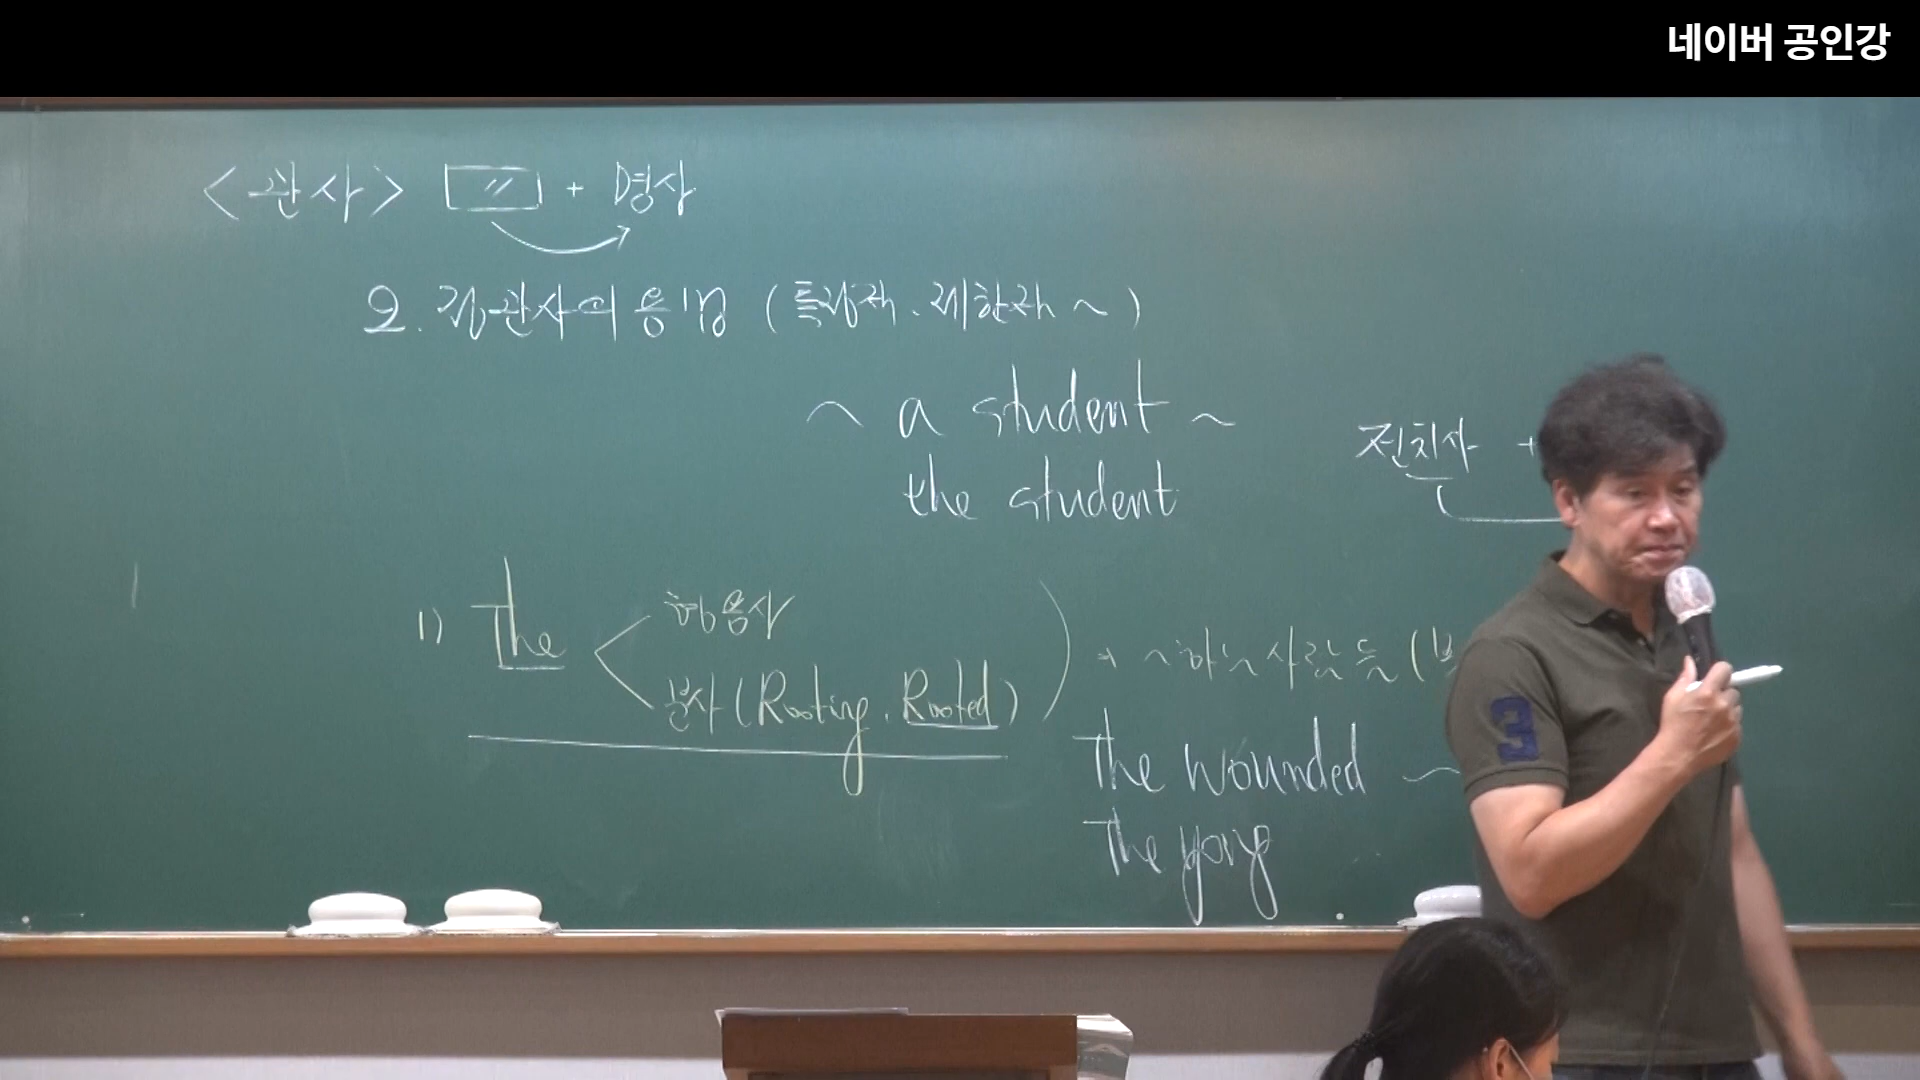 네이버 공인강
<관사> // + 명사
2. 정관사의 용법 (특정적, 제한적 ~)
~ a student ~
the student
전치사 +
1) The < 형용사
분사 (Rooting, Rooted) ) → ~하는 사람들 (
The wounded ~
The young
3